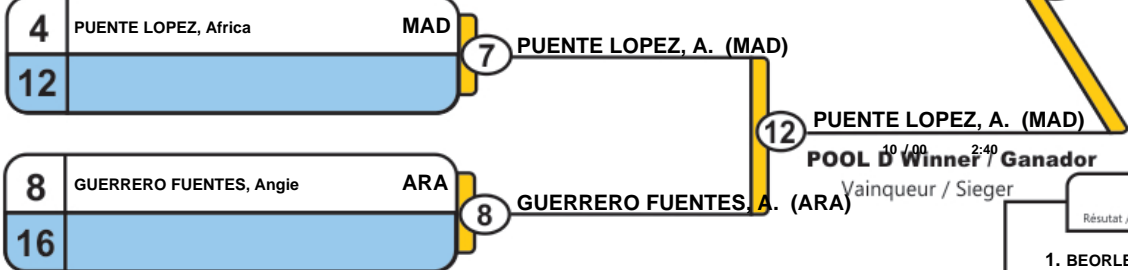 4 PUENTE LOPEZ, Africa MAD
12
7 PUENTE LOPEZ, A. (MAD)
12 PUENTE LOPEZ, A. (MAD)
10 / 00 2:40
POOL D Winner / Ganador
Vainqueur / Sieger
8 GUERRERO FUENTES, Angie ARA
16
8 GUERRERO FUENTES, A. (ARA)
Résutat /
1. BEORLE